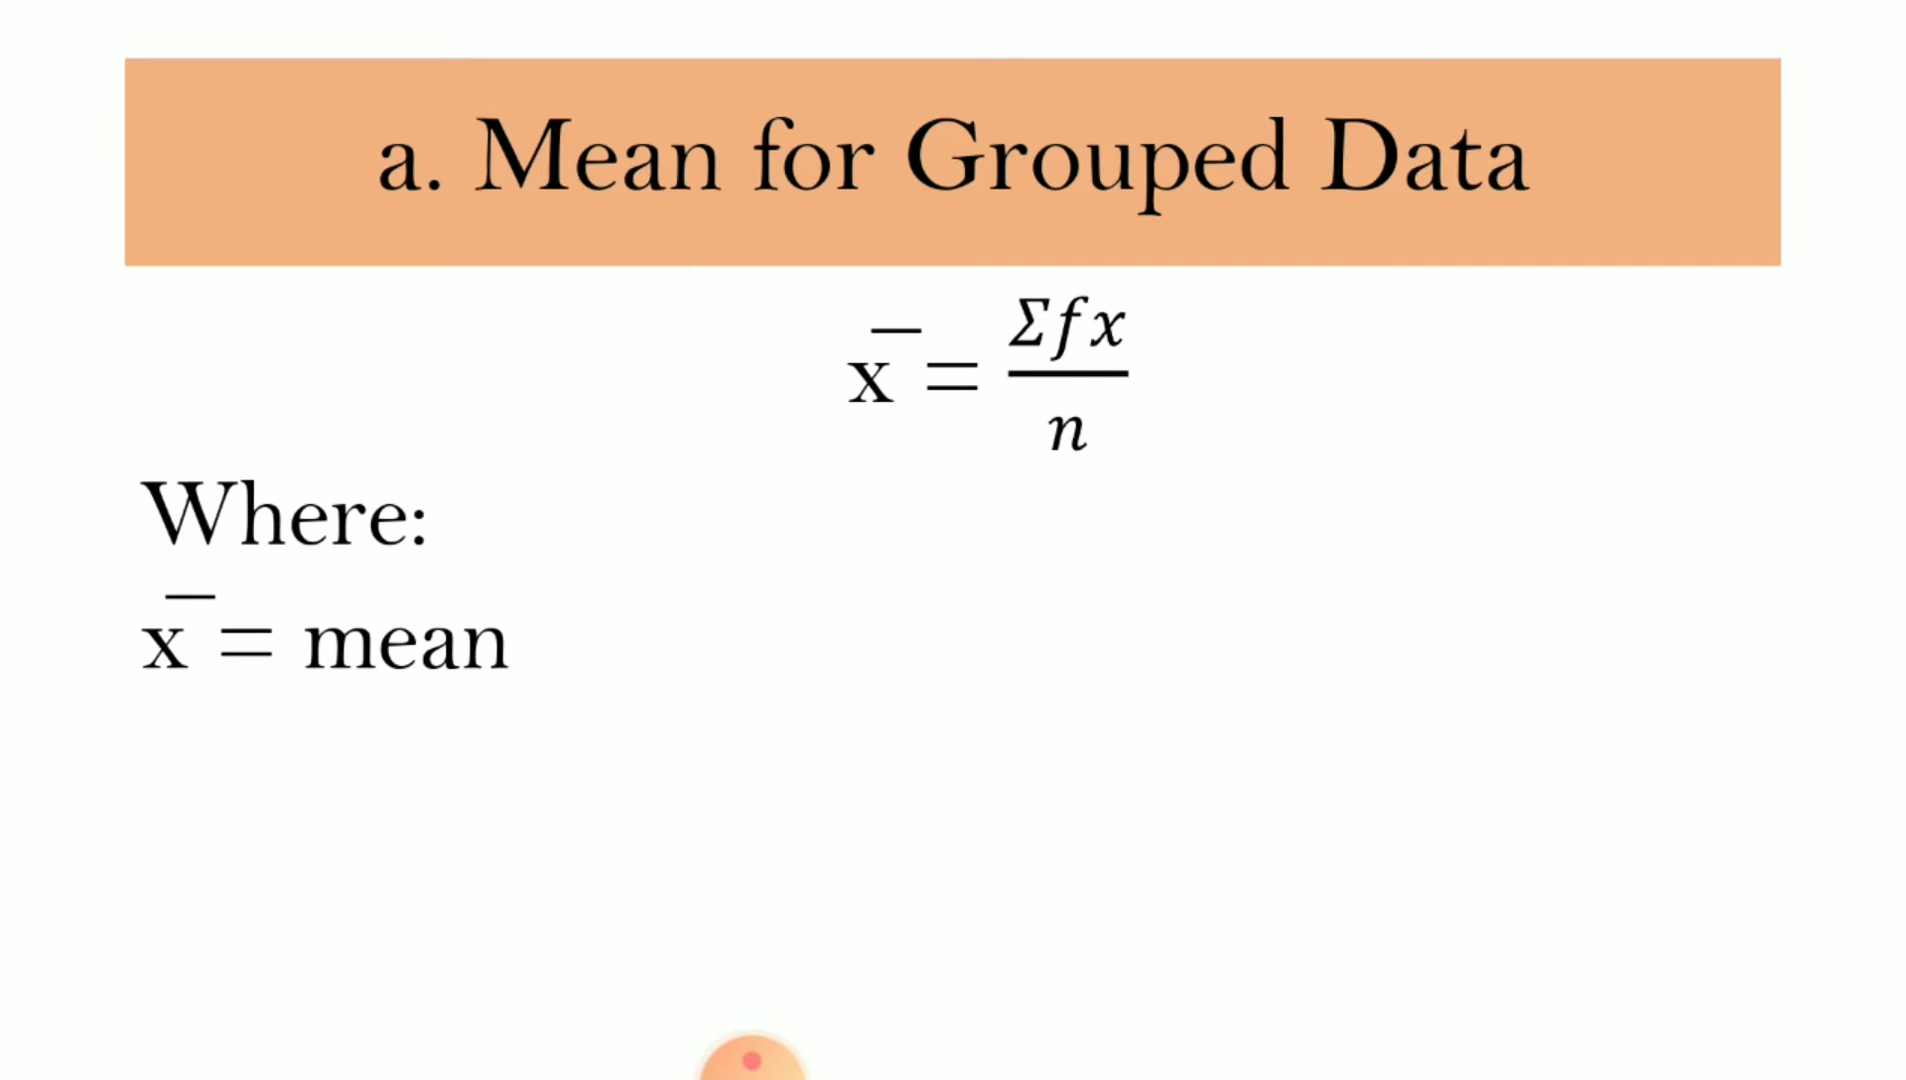 a. Mean for Grouped Data
x̅ = Σfx / n
Where:
x̅ = mean